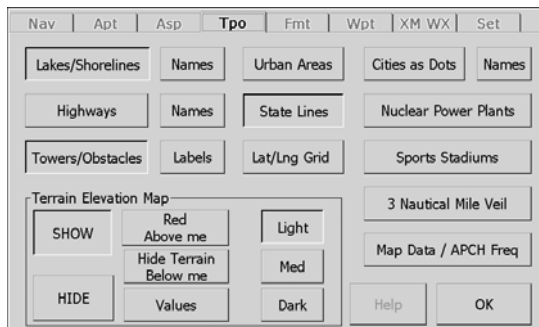 Nav Apt Asp Tpo Fmt Wpt XM WX Set
Lakes/Shorelines Names Urban Areas Cities as Dots Names
Highways Names State Lines Nuclear Power Plants
Towers/Obstacles Labels Lat/Lng Grid Sports Stadiums
Terrain Elevation Map
3 Nautical Mile Veil
SHOW Red Above me Light
Map Data / APCH Freq
Hide Terrain Below me Med
HIDE Values Dark Help OK